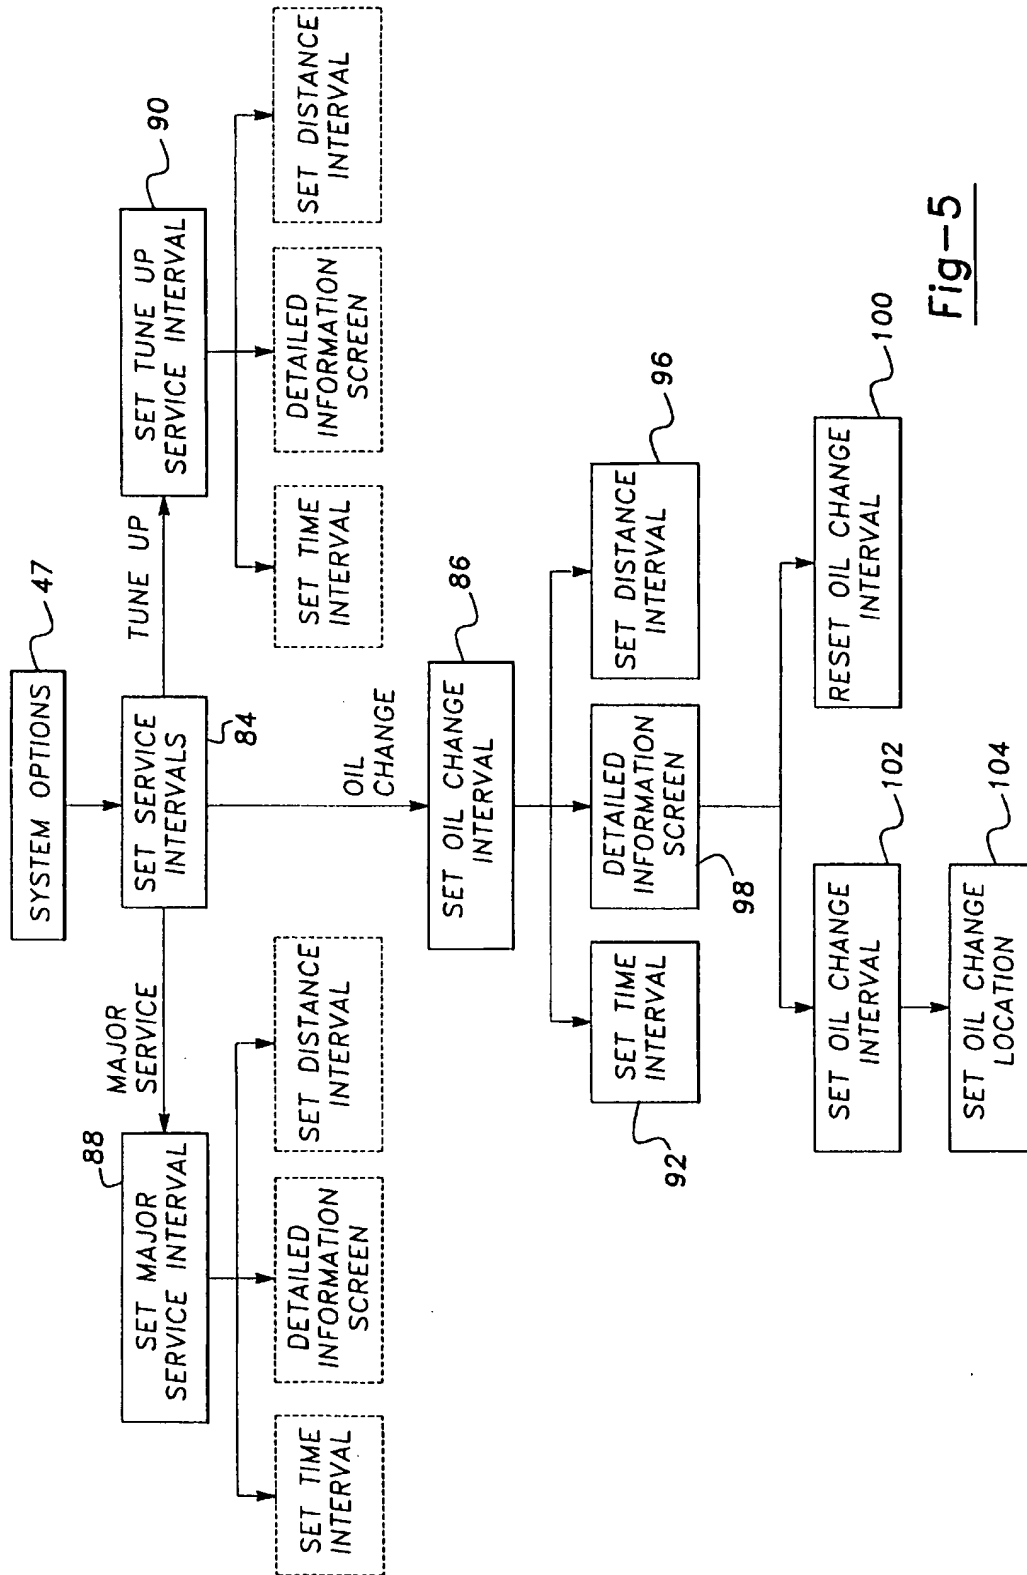 SYSTEM OPTIONS
47
SET SERVICE
INTERVALS
84
MAJOR
SERVICE
TUNE UP
OIL
CHANGE
88
SET MAJOR
SERVICE INTERVAL
SET TIME
INTERVAL
DETAILED
INFORMATION
SCREEN
SET DISTANCE
INTERVAL
SET TUNE UP
SERVICE INTERVAL
90
SET TIME
INTERVAL
DETAILED
INFORMATION
SCREEN
SET DISTANCE
INTERVAL
SET OIL CHANGE
INTERVAL
86
SET TIME
INTERVAL
92
DETAILED
INFORMATION
SCREEN
98
SET DISTANCE
INTERVAL
96
SET OIL CHANGE
INTERVAL
102
RESET OIL CHANGE
INTERVAL
100
SET OIL CHANGE
LOCATION
104
Fig-5